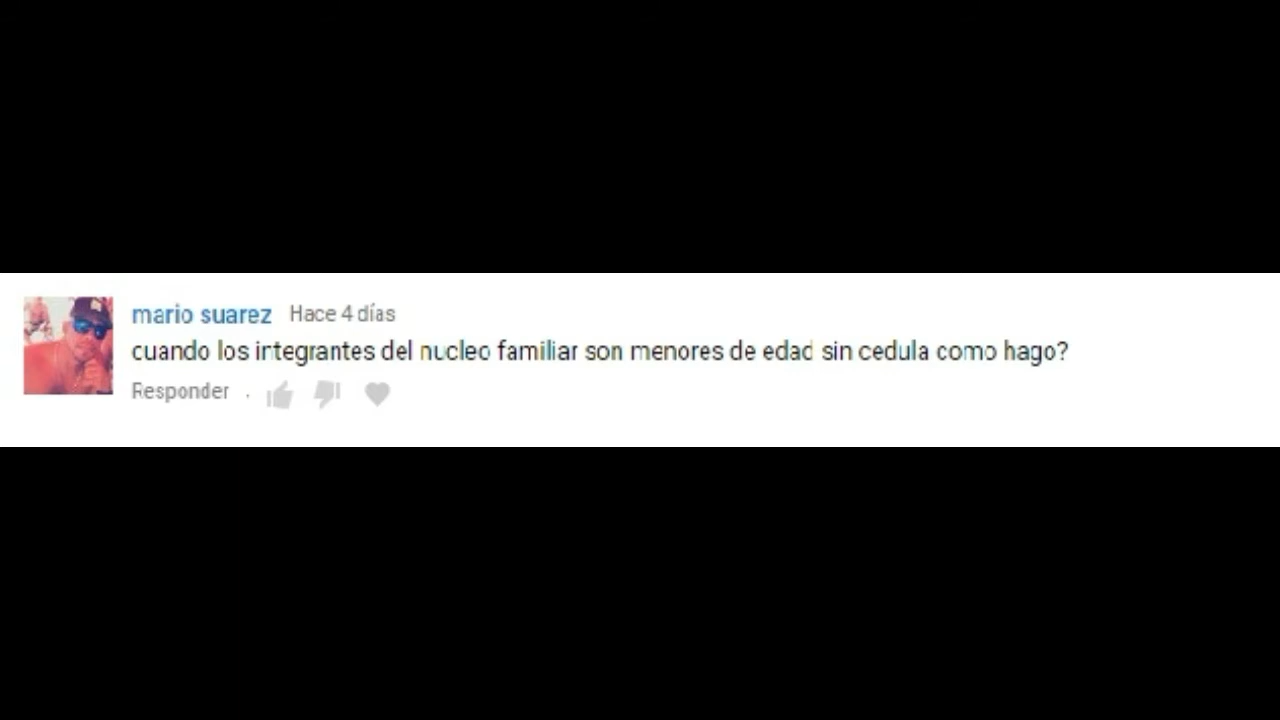 mario suarez Hace 4 días
cuando los integrantes del nucleo familiar son menores de edad sin cedula como hago?
Responder .